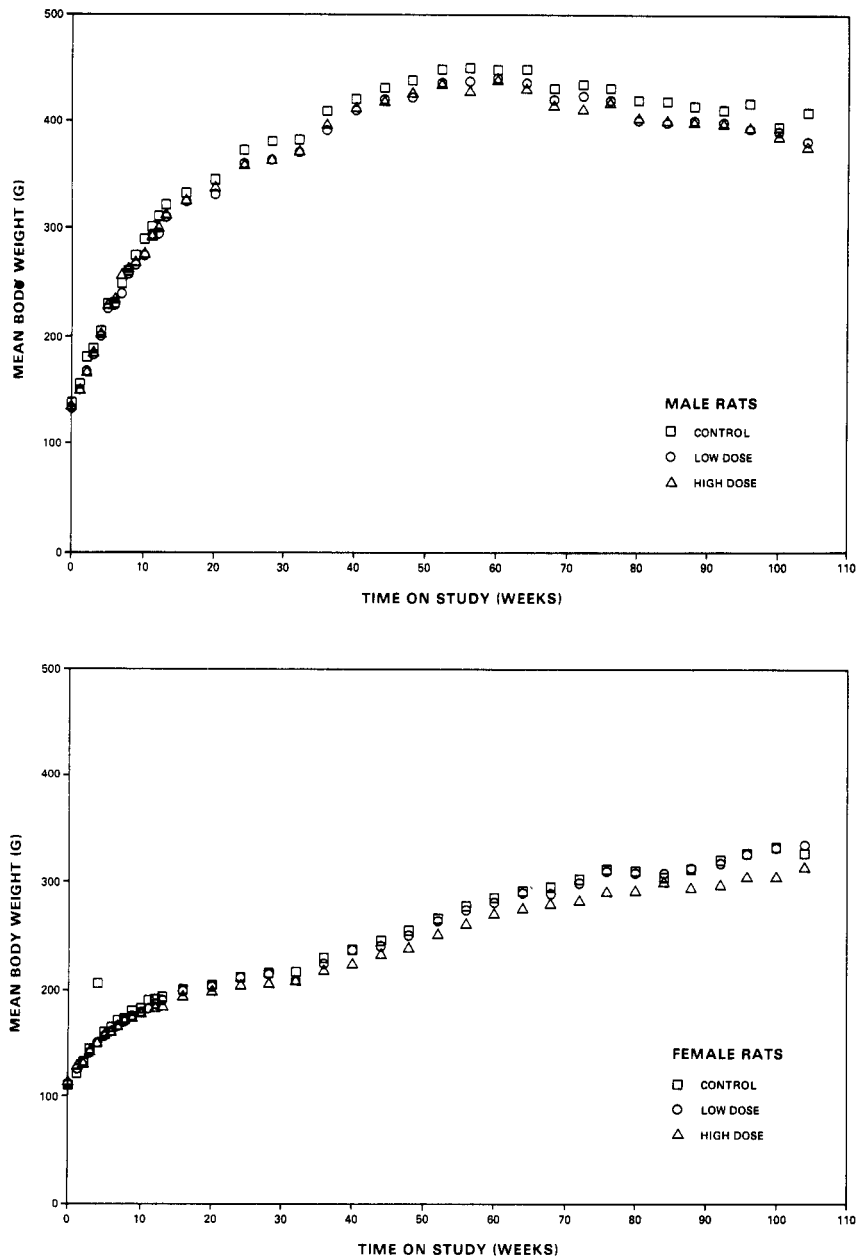 500
400
300
200
100
0
MEAN BODY WEIGHT (G)
MALE RATS
CONTROL
LOW DOSE
HIGH DOSE
0 10 20 30 40 50 60 70 80 90 100 110
TIME ON STUDY (WEEKS)
500
400
300
200
100
0
MEAN BODY WEIGHT (G)
FEMALE RATS
CONTROL
LOW DOSE
HIGH DOSE
0 10 20 30 40 50 60 70 80 90 100 110
TIME ON STUDY (WEEKS)